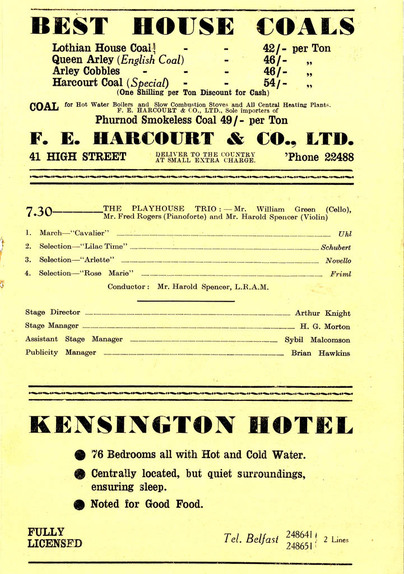 BEST HOUSE COALS
Lothian House Coal! - - 42/- per Ton
Queen Arley (English Coal) - 46/- „
Arley Cobbles - - - 46/- „
Harcourt Coal (Special) - 54/- „
(One Shilling per Ton Discount for Cash)
COAL for Hot Water Boilers and Slow Combustion Stoves and All Central Heating Plants.
F. E. HARCOURT & CO., LTD., Sole importers of
Phurnod Smokeless Coal 49/- per Ton
F. E. HARCOURT & CO., LTD.
41 HIGH STREET DELIVER TO THE COUNTRY AT SMALL EXTRA CHARGE. 'Phone 22488
7.30 THE PLAYHOUSE TRIO:—Mr. William Green (Cello),
Mr. Fred Rogers (Pianoforte) and Mr. Harold Spencer (Violin)
1. March—"Cavalier" Uhl
2. Selection—"Lilac Time" Schubert
3. Selection—"Arlette" Novello
4. Selection—"Rose Marie" Friml
Conductor: Mr. Harold Spencer, L.R.A.M.
Stage Director Arthur Knight
Stage Manager H. G. Morton
Assistant Stage Manager Sybil Malcomson
Publicity Manager Brian Hawkins
KENSINGTON HOTEL
● 76 Bedrooms all with Hot and Cold Water.
● Centrally located, but quiet surroundings,
ensuring sleep.
● Noted for Good Food.
FULLY
LICENSED
Tel. Belfast 248641
248651 2 Lines